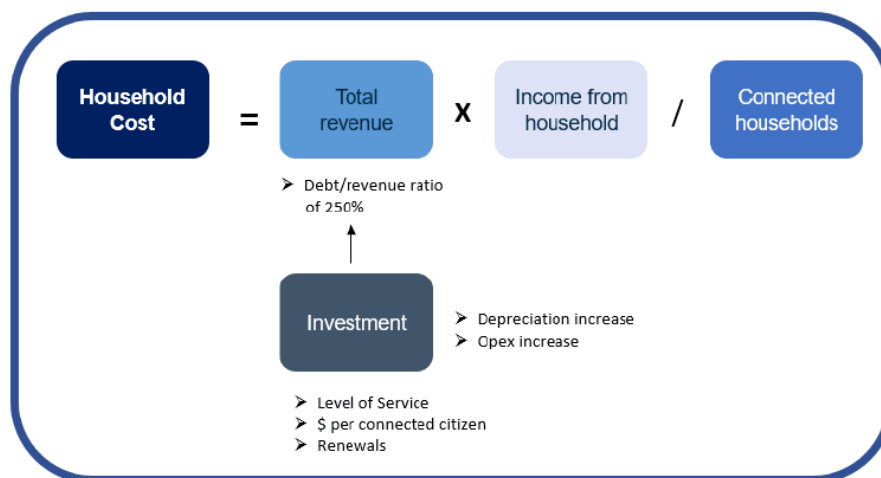 Household
Cost
=
Total
revenue
x
Income from
household
/
Connected
households
➤ Debt/revenue ratio
of 250%
Investment
➤ Depreciation increase
➤ Opex increase
➤ Level of Service
➤ $ per connected citizen
➤ Renewals